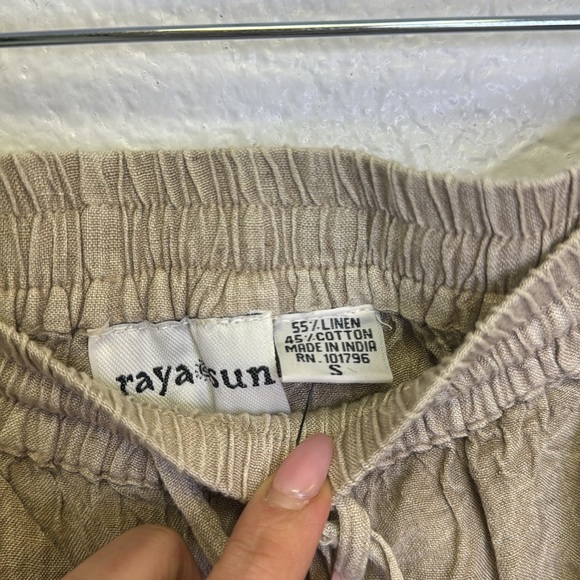 raya sun
55% LINEN
45% COTTON
MADE IN INDIA
RN. 101796
S